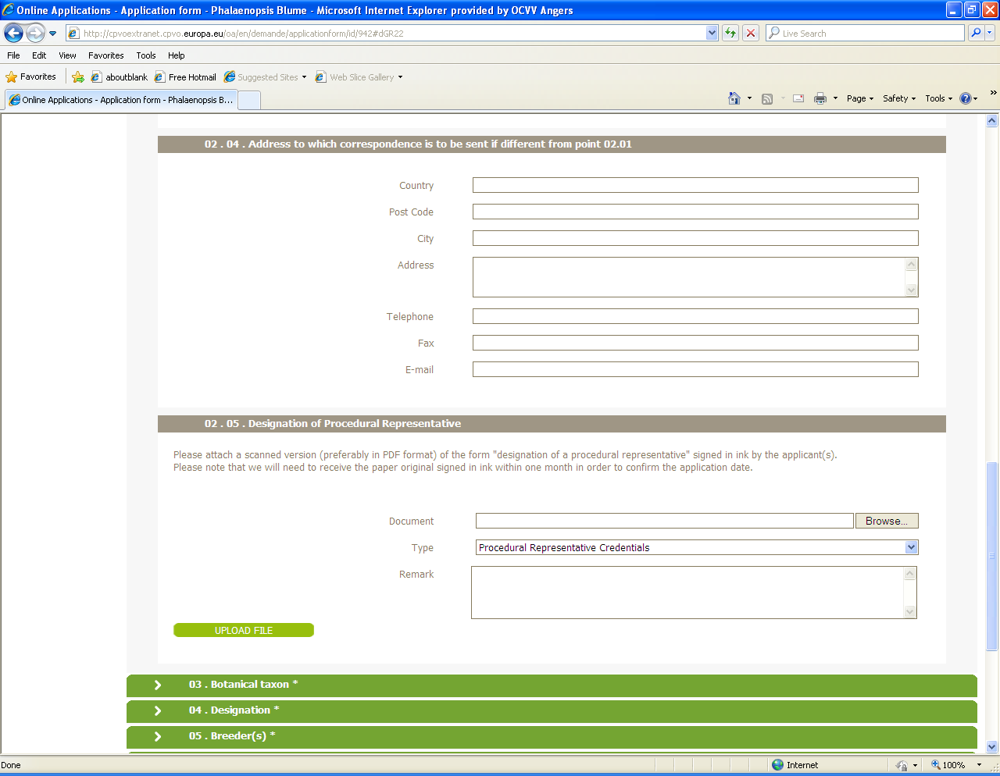 Online Applications - Application form - Phalaenopsis Blume - Microsoft Internet Explorer provided by OCVV Angers
http://cpvoextranet.cpvo.europa.eu/oa/en/demande/applicationform/id/942#dGR22
Live Search
File Edit View Favorites Tools Help
Favorites aboutblank Free Hotmail Suggested Sites Web Slice Gallery
Online Applications - Application form - Phalaenopsis B...
Page Safety Tools
02 . 04 . Address to which correspondence is to be sent if different from point 02.01
Country
Post Code
City
Address
Telephone
Fax
E-mail
02 . 05 . Designation of Procedural Representative
Please attach a scanned version (preferably in PDF format) of the form "designation of a procedural representative" signed in ink by the applicant(s).
Please note that we will need to receive the paper original signed in ink within one month in order to confirm the application date.
Document Browse...
Type Procedural Representative Credentials
Remark
UPLOAD FILE
03 . Botanical taxon *
04 . Designation *
05 . Breeder(s) *
Done Internet 100%